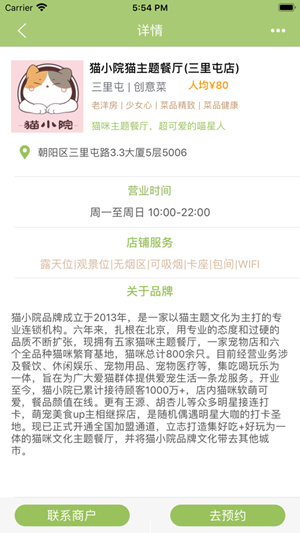 5:54 PM
详情
猫小院猫主题餐厅(三里屯店)
三里屯 | 创意菜 人均¥80
老洋房 | 少女心 | 菜品精致 | 菜品健康
猫咪主题餐厅，超可爱的喵星人
貓小院
朝阳区三里屯路3.3大厦5层5006
营业时间
周一至周日 10:00-22:00
店铺服务
露天位|观景位|无烟区|可吸烟|卡座|包间|WIFI
关于品牌
猫小院品牌成立于2013年，是一家以猫主题文化为主打的专
业连锁机构。六年来，扎根在北京，用专业的态度和过硬的
品质不断扩张，现拥有五家猫咪主题餐厅，一家宠物店和六
个全品种猫咪繁育基地，猫咪总计800余只。目前经营业务涉
及餐饮、休闲娱乐、宠物用品、宠物医疗等，集吃喝玩乐为
一体，旨在为广大爱猫群体提供爱宠生活一条龙服务。开业
至今，猫小院已累计接待顾客1000万+，店内猫咪软萌可
爱，餐品颜值在线。更有王源、胡杏儿等众多明星接连打
卡，萌宠美食up主相继探店，是随机偶遇明星大咖的打卡圣
地。现已正式开通全国加盟通道，立志打造集好吃+好玩为一
体的猫文化主题餐厅，并将猫小院品牌文化带去其他城
市。
联系商户
去预约